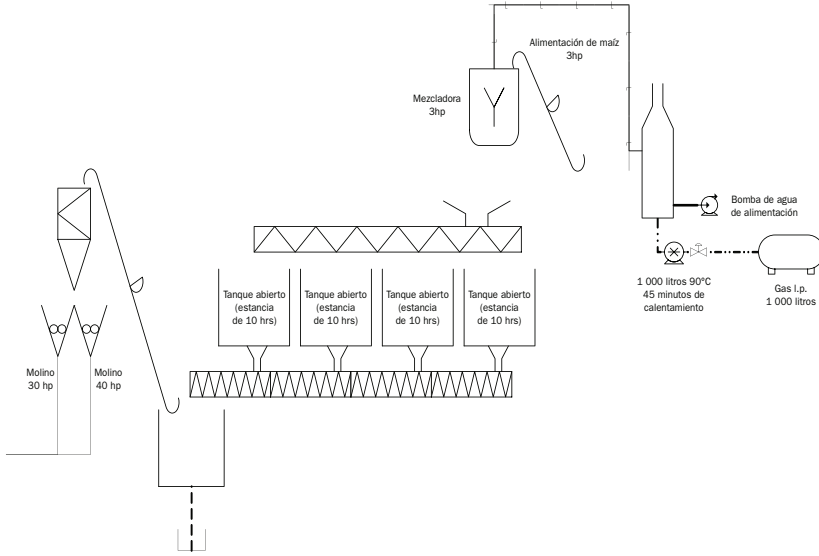 Alimentación de maíz
3hp
Mezcladora
3hp
Bomba de agua
de alimentación
1 000 litros 90°C
45 minutos de
calentamiento
Gas l.p.
1 000 litros
Tanque abierto
(estancia
de 10 hrs)
Tanque abierto
(estancia
de 10 hrs)
Tanque abierto
(estancia
de 10 hrs)
Tanque abierto
(estancia
de 10 hrs)
Molino
30 hp
Molino
40 hp